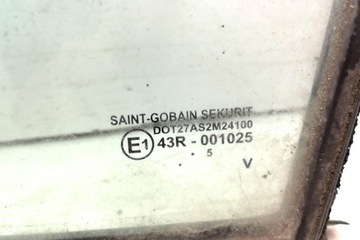 SAINT-GOBAIN SEKURIT
DOT27AS2M24100
E1 43R - 001025
. 5
V